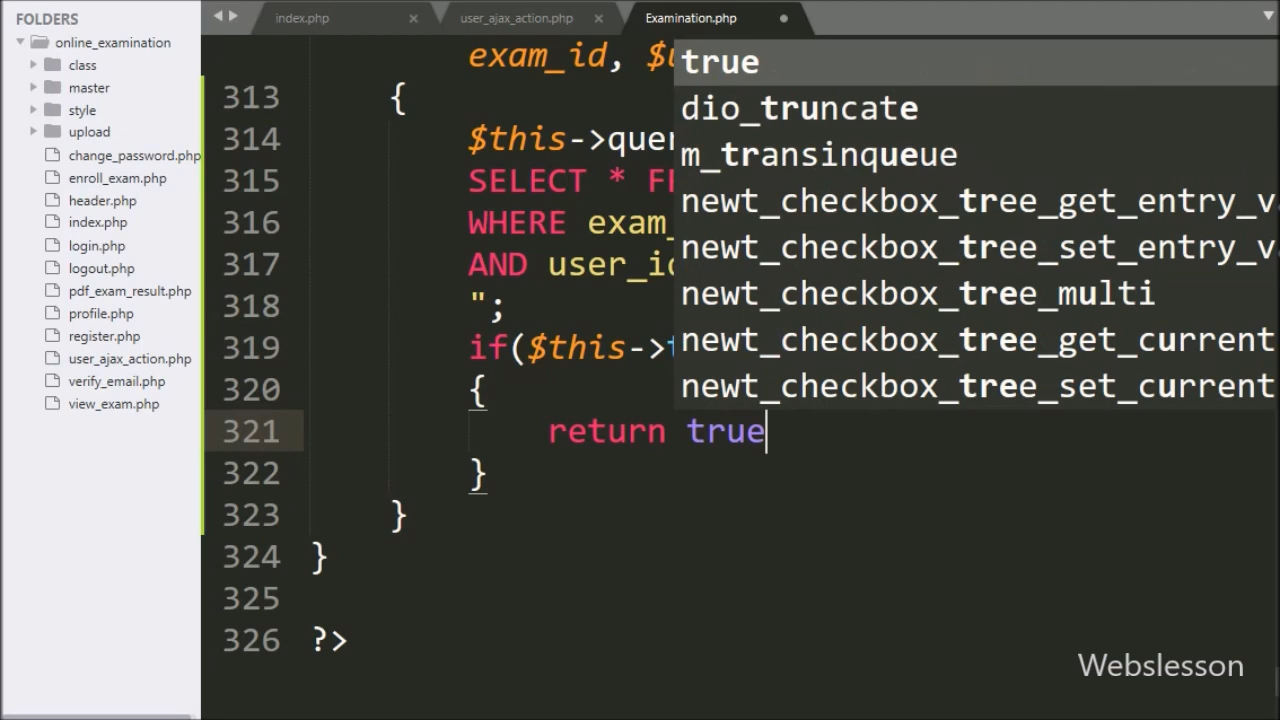 FOLDERS
online_examination
class
master
style
upload
change_password.php
enroll_exam.php
header.php
index.php
login.php
logout.php
pdf_exam_result.php
profile.php
register.php
user_ajax_action.php
verify_email.php
view_exam.php
index.php × user_ajax_action.php × Examination.php
exam_id, $u
313 {
314 $this->quer
315 SELECT * FR
316 WHERE exam_
317 AND user_id
318 ";
319 if($this->t
320 {
321 return true
322 }
323 }
324 }
325
326 ?>
true
dio_truncate
m_transinqueue
newt_checkbox_tree_get_entry_v
newt_checkbox_tree_set_entry_v
newt_checkbox_tree_multi
newt_checkbox_tree_get_current
newt_checkbox_tree_set_current
Webslesson